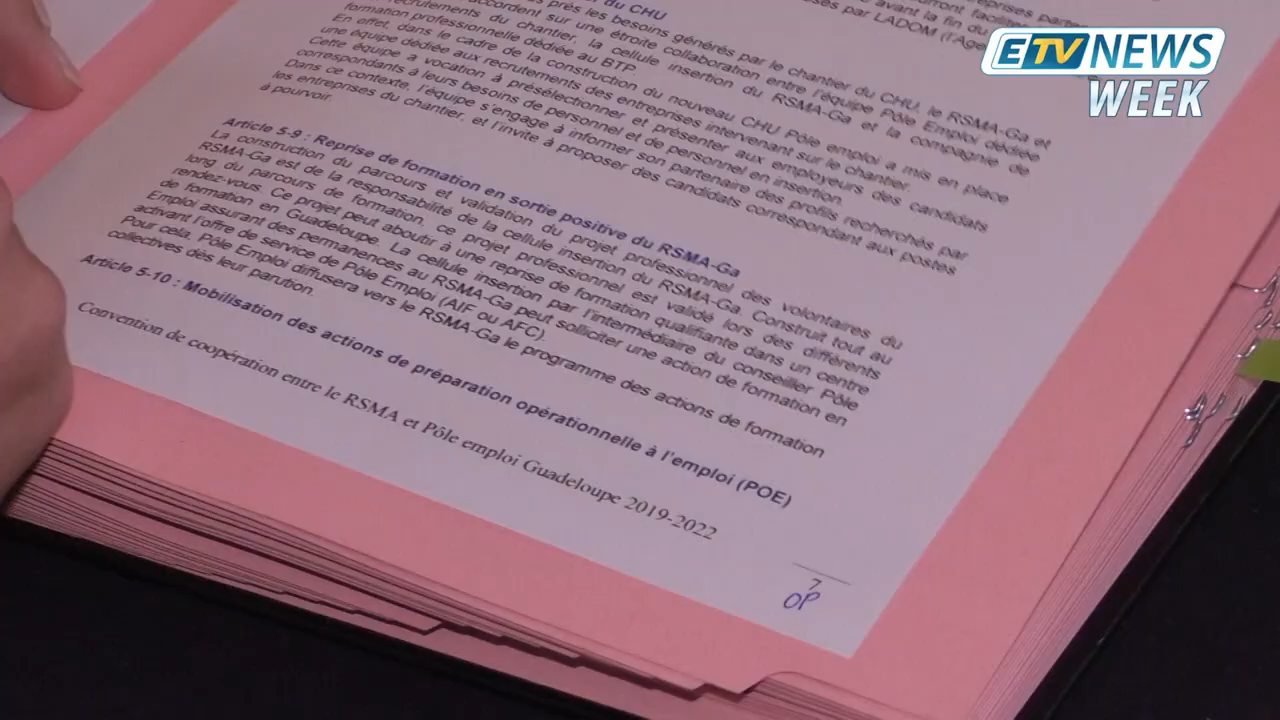 ETV NEWS
WEEK
du CHU
près les besoins générés par le chantier du CHU, le RSMA-Ga et
accordent sur une étroite collaboration entre l'équipe Pôle Emploi dédiée
recrutements du chantier, la cellule insertion du RSMA-Ga et la compagnie de
formation professionnelle dédiée au BTP.
En effet, dans le cadre de la construction du nouveau CHU Pôle emploi a mis en place
une équipe dédiée aux recrutements des entreprises intervenant sur le chantier.
Cette équipe a vocation à présélectionner et présenter aux employeurs des candidats
correspondants à leurs besoins de personnel et de personnel en insertion.
Dans ce contexte, l'équipe s'engage à informer son partenaire des profils recherchés par
les entreprises du chantier, et l'invite à proposer des candidats correspondant aux postes
à pourvoir.
Article 5-9 : Reprise de formation en sortie positive du RSMA-Ga
La construction du parcours et validation du projet professionnel des volontaires du
RSMA-Ga est de la responsabilité de la cellule insertion du RSMA-Ga. Construit tout au
long du parcours de formation, ce projet professionnel est validé lors des différents
rendez-vous. Ce projet peut aboutir à une reprise de formation qualifiante dans un centre
de formation en Guadeloupe. La cellule insertion par l'intermédiaire du conseiller Pôle
Emploi assurant des permanences au RSMA-Ga peut solliciter une action de formation en
activant l'offre de service de Pôle Emploi (AIF ou AFC).
Pour cela, Pôle Emploi diffusera vers le RSMA-Ga le programme des actions de formation
collectives dès leur parution.
Article 5-10 : Mobilisation des actions de préparation opérationnelle à l'emploi (POE)
Convention de coopération entre le RSMA et Pôle emploi Guadeloupe 2019-2022
7
OP